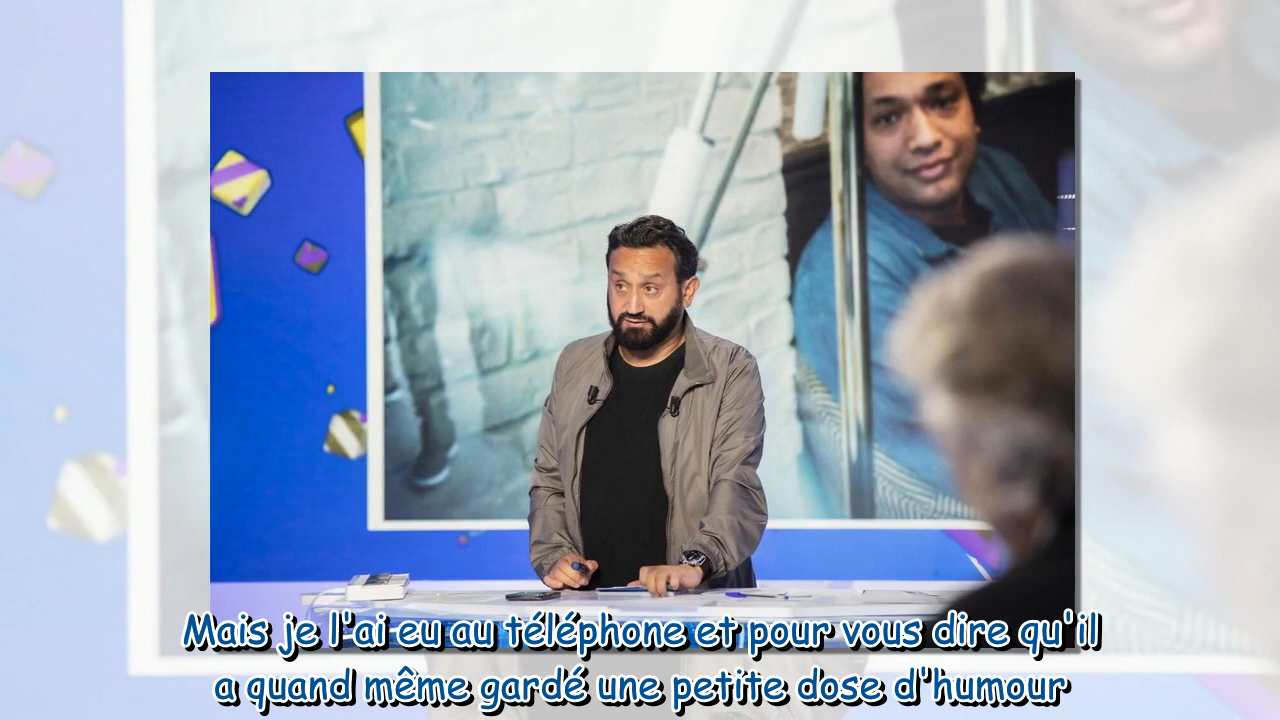 Mais je l'ai eu au téléphone et pour vous dire qu'il
a quand même gardé une petite dose d'humour